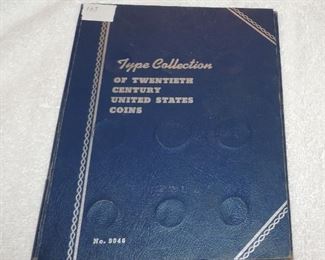 Type Collection
OF TWENTIETH
CENTURY
UNITED STATES
COINS
No. 9046